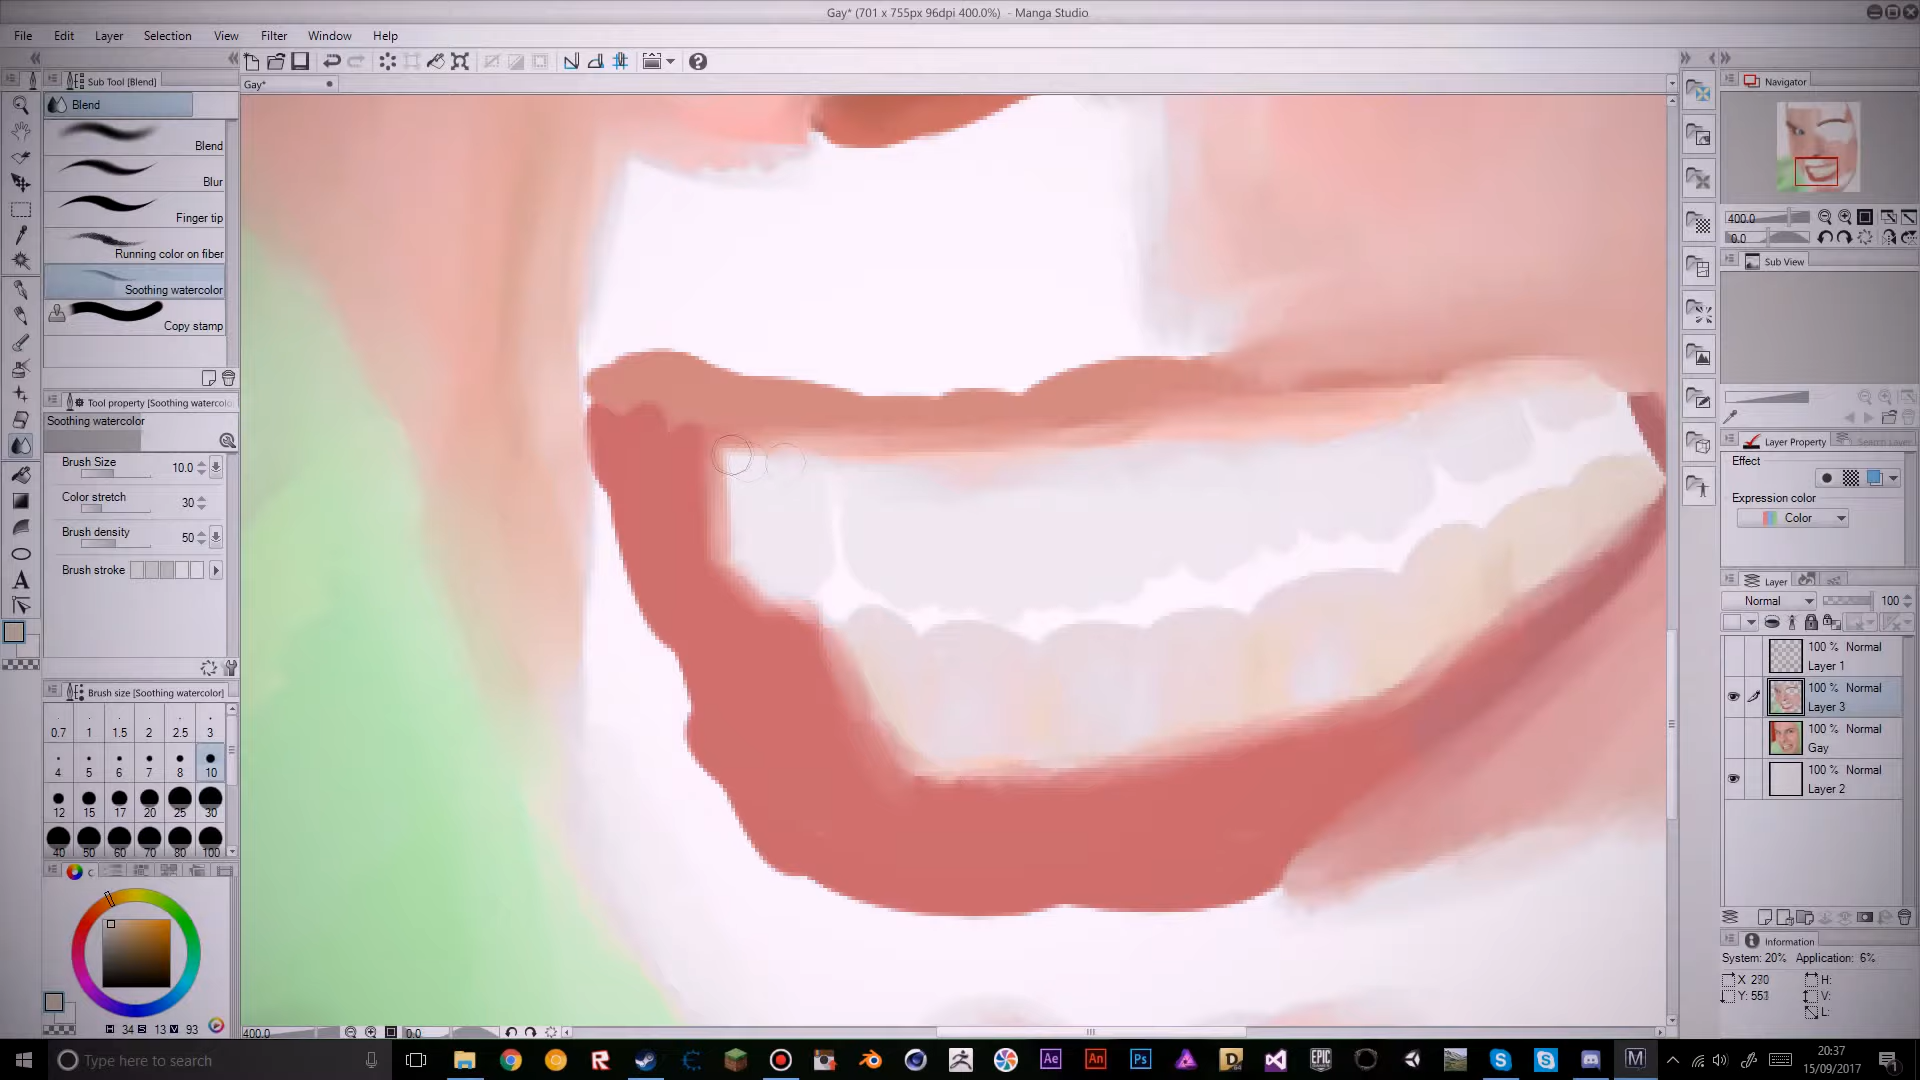 Gay* (701 x 755px 96dpi 400.0%)  - Manga Studio
File Edit Layer Selection View Filter Window Help
Sub Tool [Blend]
Gay*
Navigator
Blend
Blend
Blur
Finger tip
Running color on fiber
Soothing watercolor
Copy stamp
400.0
0.0
Sub View
Tool property [Soothing watercolo
Soothing watercolor
Brush Size 10.0
Color stretch 30
Brush density 50
Brush stroke
Layer Property Search Layer
Effect
Expression color
Color
Layer
Normal 100
100 % Normal
Layer 1
100 % Normal
Layer 3
100 % Normal
Gay
100 % Normal
Layer 2
Brush size [Soothing watercolor]
0.7 1 1.5 2 2.5 3
4 5 6 7 8 10
12 15 17 20 25 30
40 50 60 70 80 100
Information
System: 20% Application: 6%
H:
V:
L:
H 34 S 13 V 93
400.0 0.0
Type here to search
Ae An Ps
EPIC GAMES
20:37
15/09/2017